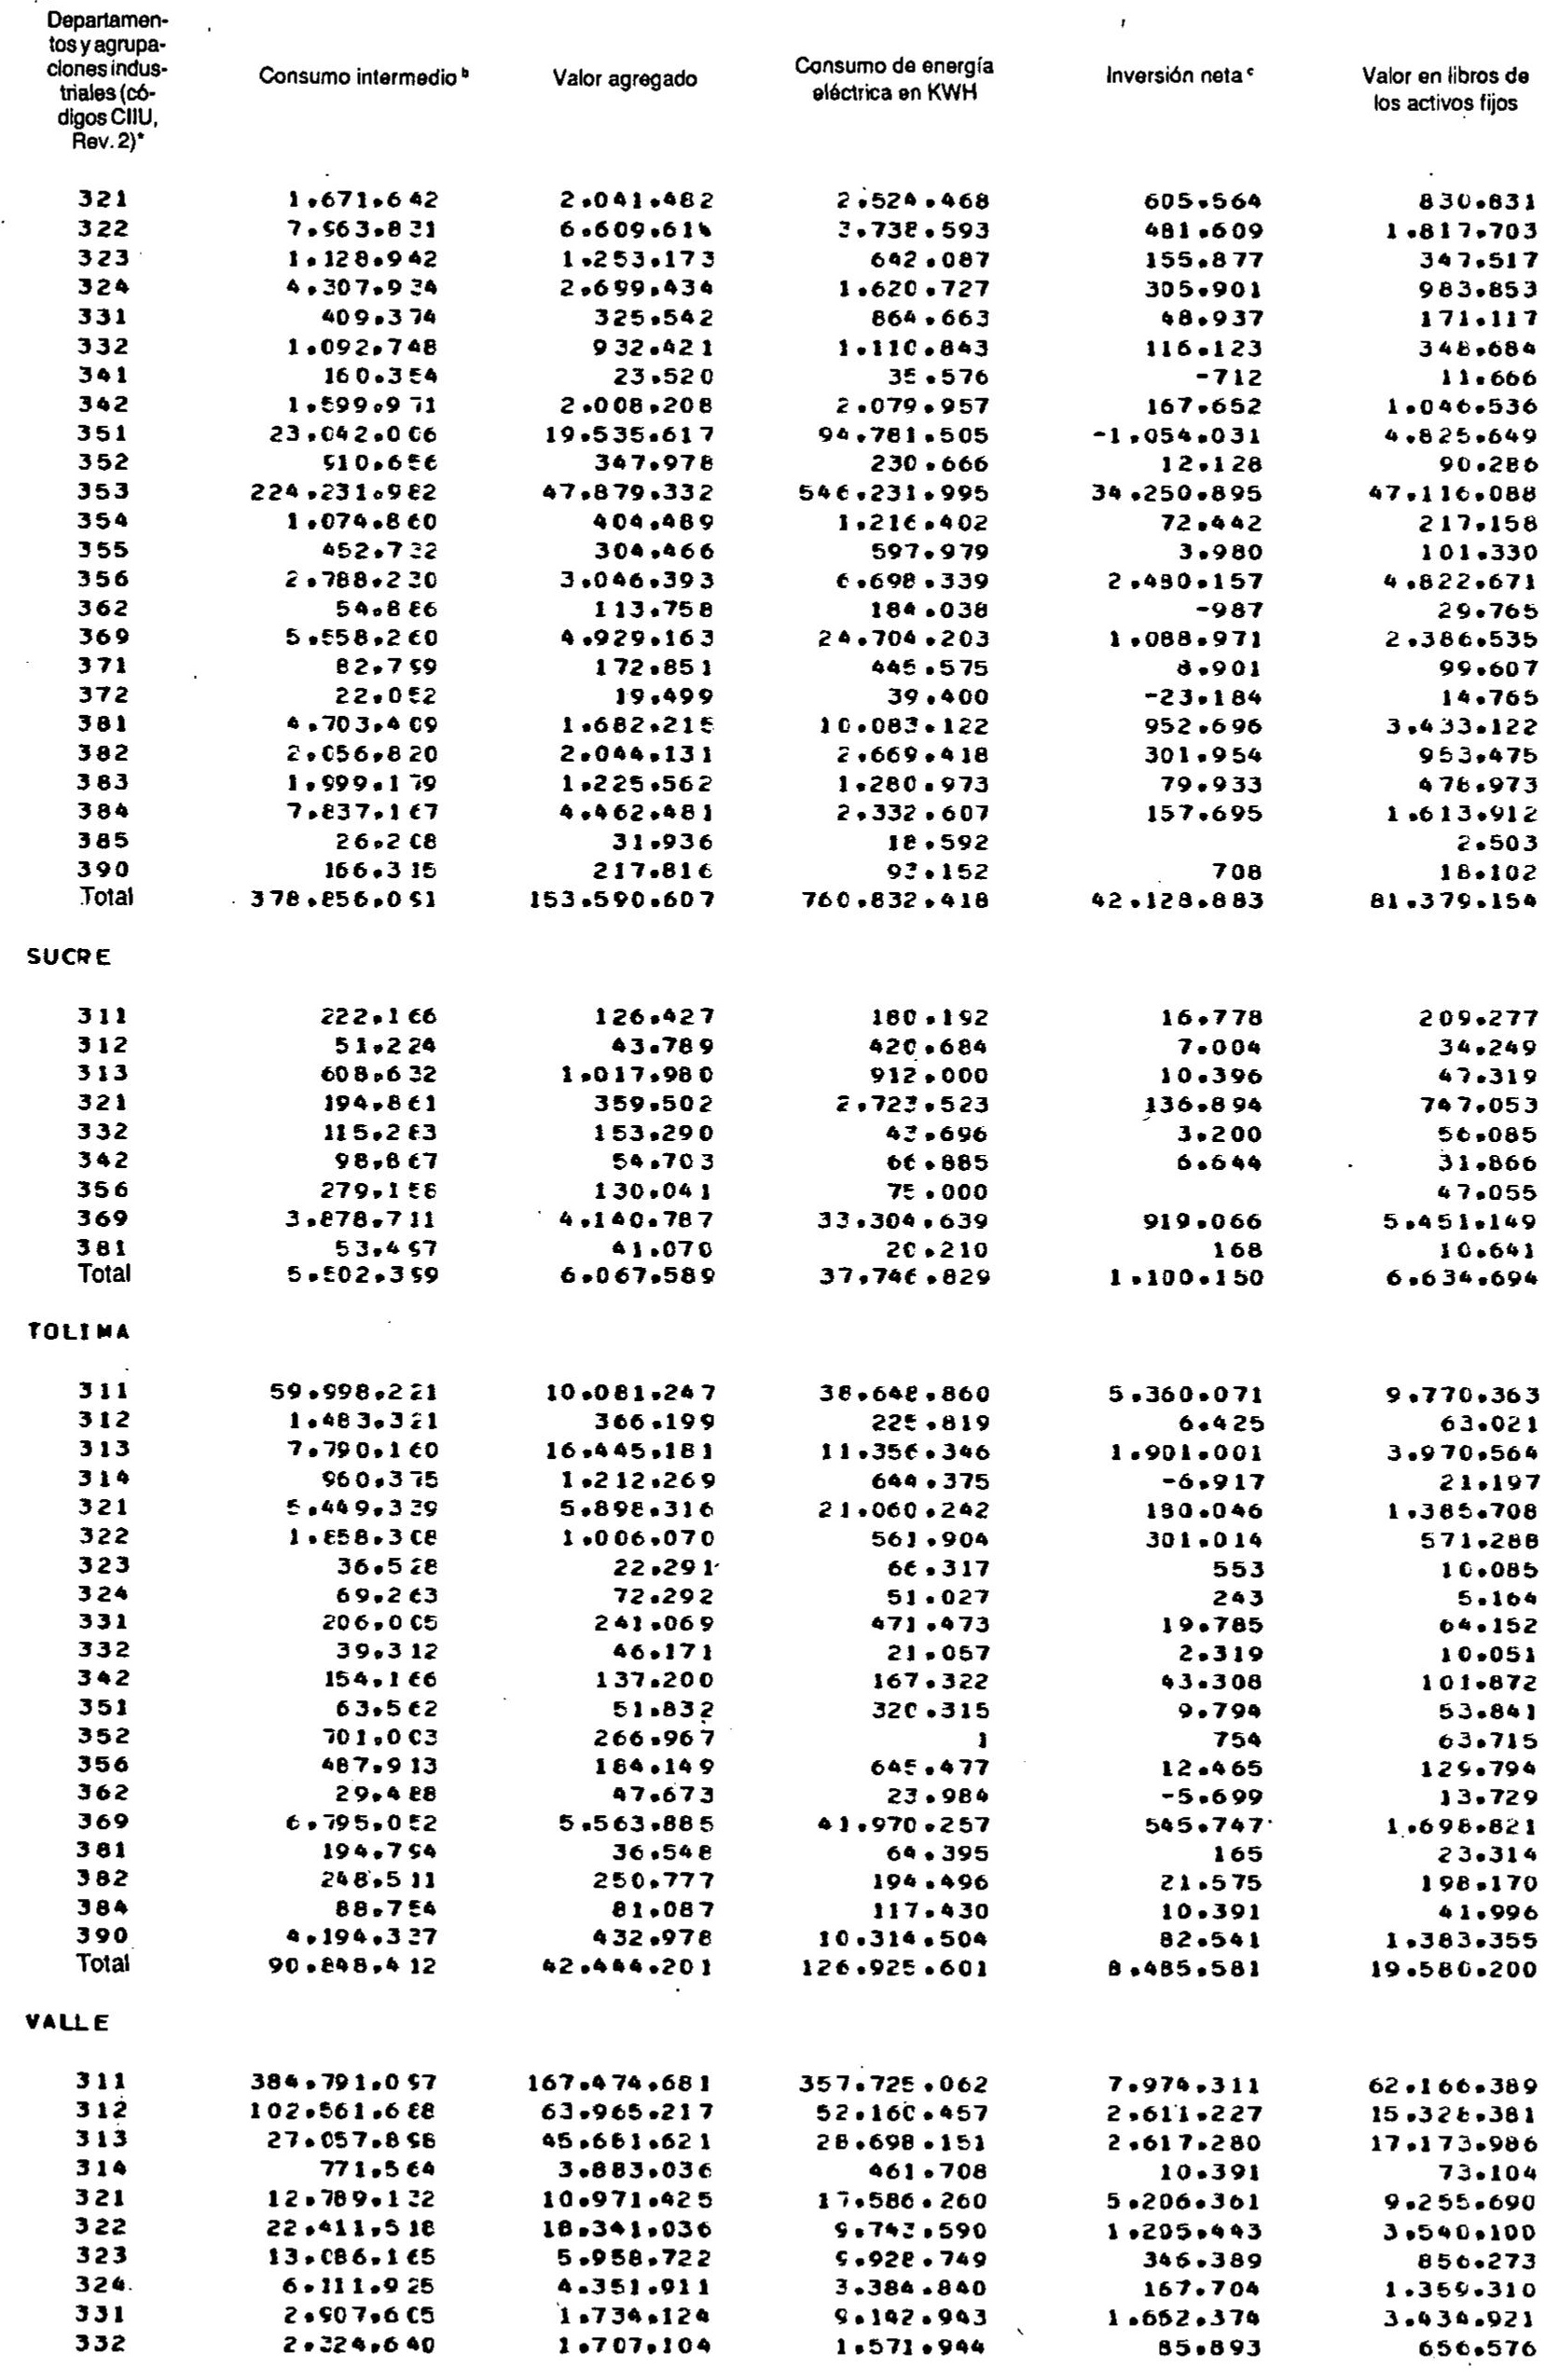 Departamen-
tos y agrupa-
ciones indus-
triales (có-
digos CIIU,
Rev. 2)*
Consumo intermedio b
Valor agregado
Consumo de energía
eléctrica en KWH
Inversión neta c
Valor en libros de
los activos fijos
321 1.671.642 2.041.482 2.524.468 605.564 830.831
322 7.963.831 6.609.614 3.738.593 481.609 1.817.703
323 1.128.942 1.253.173 642.087 155.877 347.517
324 4.307.934 2.699.434 1.620.727 305.901 983.853
331 409.374 325.542 864.663 48.937 171.117
332 1.092.748 932.421 1.110.843 116.123 348.684
341 160.354 23.520 35.576 -712 11.666
342 1.599.971 2.008.208 2.079.957 167.652 1.046.536
351 23.042.006 19.535.617 94.781.505 -1.054.031 4.825.649
352 510.656 347.978 230.666 12.128 90.286
353 224.231.982 47.879.332 546.231.995 34.250.895 47.116.088
354 1.074.860 404.489 1.216.402 72.442 217.158
355 452.732 304.466 597.979 3.980 101.330
356 2.788.230 3.046.393 6.698.339 2.480.157 4.822.671
362 54.886 113.758 184.038 -987 29.765
369 5.558.260 4.929.163 24.704.203 1.088.971 2.386.535
371 82.759 172.851 445.575 8.901 99.607
372 22.052 19.499 39.400 -23.184 14.765
381 4.703.409 1.682.215 10.083.122 952.696 3.433.122
382 2.056.820 2.044.131 2.669.418 301.954 953.475
383 1.999.179 1.225.562 1.280.973 79.933 478.973
384 7.837.167 4.462.481 2.332.607 157.695 1.613.912
385 26.208 31.936 18.592 2.503
390 166.315 217.816 93.152 708 18.102
Total 378.856.051 153.590.607 760.832.418 42.128.883 81.379.154
SUCRE
311 222.166 126.427 180.192 16.778 209.277
312 51.224 43.789 420.684 7.004 34.249
313 608.632 1.017.980 912.000 10.396 47.319
321 194.861 359.502 2.723.523 136.894 747.053
332 115.283 153.290 43.696 3.200 56.085
342 98.867 54.703 66.885 6.644 31.866
356 279.158 130.041 75.000 47.055
369 3.878.711 4.140.787 33.304.639 919.066 5.451.149
381 53.497 41.070 20.210 168 10.641
Total 5.502.399 6.067.589 37.746.829 1.100.150 6.634.694
TOLIMA
311 59.998.221 10.081.247 38.648.860 5.360.071 9.770.363
312 1.483.321 366.199 225.819 6.425 63.021
313 7.790.160 16.445.181 11.356.346 1.901.001 3.970.564
314 960.375 1.212.269 644.375 -6.917 21.197
321 5.449.339 5.898.316 21.060.242 180.046 1.385.708
322 1.858.308 1.006.070 561.904 301.014 571.288
323 36.528 22.291 66.317 553 10.085
324 69.263 72.292 51.027 243 5.164
331 206.005 241.069 471.473 19.785 64.152
332 39.312 46.171 21.057 2.319 10.051
342 154.166 137.200 167.322 43.308 101.872
351 63.562 51.832 320.315 9.794 53.841
352 701.003 266.967 1 754 63.715
356 487.913 184.149 645.477 12.465 129.794
362 29.488 47.673 23.984 -5.699 13.729
369 6.795.052 5.563.885 41.970.257 545.747 1.698.821
381 194.794 36.548 64.395 165 23.314
382 248.511 250.777 194.496 21.575 198.170
384 88.754 81.087 117.430 10.391 41.996
390 4.194.327 432.978 10.314.504 82.541 1.383.355
Total 90.848.412 42.444.201 126.925.601 8.485.581 19.580.200
VALLE
311 384.791.097 167.474.681 357.725.062 7.974.311 62.166.389
312 102.561.688 63.965.217 52.160.457 2.611.227 15.328.381
313 27.057.898 45.661.621 28.698.151 2.617.280 17.173.986
314 771.564 3.883.036 461.708 10.391 73.104
321 12.789.132 10.971.425 17.586.260 5.206.361 9.255.690
322 22.411.518 18.341.036 9.743.590 1.205.443 3.540.100
323 13.086.165 5.958.722 9.928.749 346.389 856.273
324 6.111.925 4.351.911 3.384.840 167.704 1.359.310
331 2.907.605 1.734.124 9.142.943 1.652.374 3.434.921
332 2.324.640 1.707.104 1.571.944 85.893 656.576